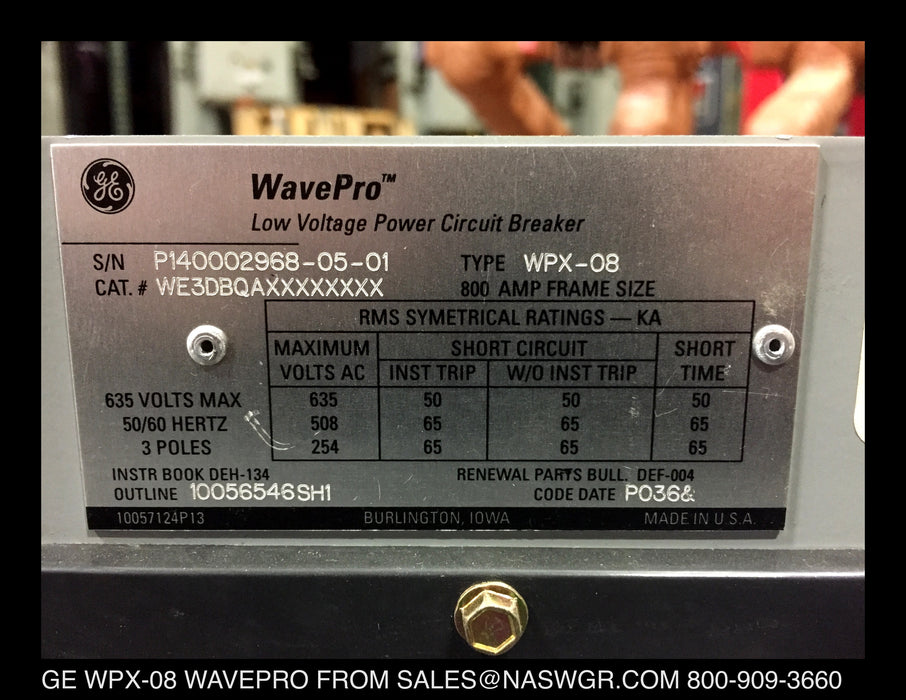 GE
WavePro™
Low Voltage Power Circuit Breaker
S/N P140002968-05-01 TYPE WPX-08
CAT. # WE3DBQAXXXXXXXX 800 AMP FRAME SIZE
RMS SYMETRICAL RATINGS — KA
MAXIMUM SHORT CIRCUIT SHORT
VOLTS AC INST TRIP W/O INST TRIP TIME
635 VOLTS MAX 635 50 50 50
50/60 HERTZ 508 65 65 65
3 POLES 254 65 65 65
INSTR BOOK DEH-134 RENEWAL PARTS BULL. DEF-004
OUTLINE 10056546SH1 CODE DATE P036&
10057124P13 BURLINGTON, IOWA MADE IN U.S.A.
GE WPX-08 WAVEPRO FROM SALES@NASWGR.COM 800-909-3660